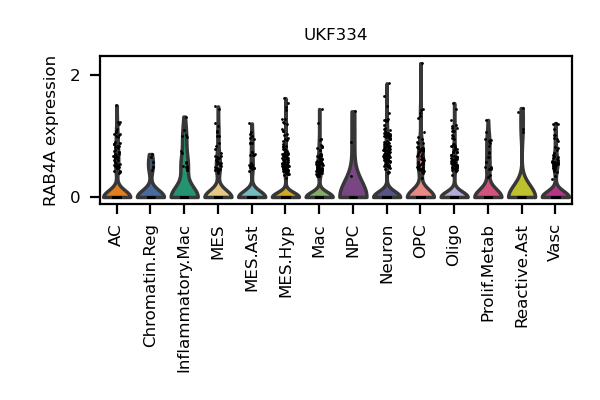 UKF334
RAB4A expression
2
0
AC
Chromatin.Reg
Inflammatory.Mac
MES
MES.Ast
MES.Hyp
Mac
NPC
Neuron
OPC
Oligo
Prolif.Metab
Reactive.Ast
Vasc